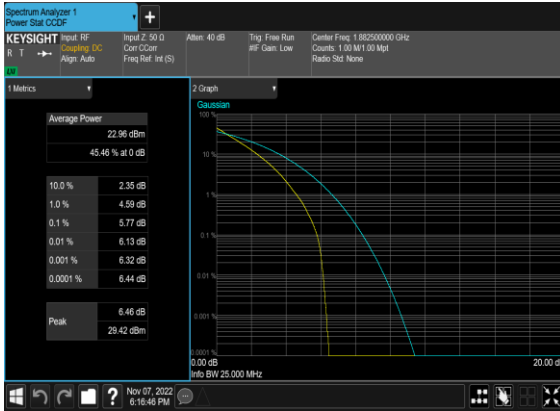 Spectrum Analyzer 1
Power Stat CCDF
KEYSIGHT
R T
LXI
Input: RF
Coupling: DC
Align: Auto
Input Z: 50 Ω
Corr CCorr
Freq Ref: Int (S)
Atten: 40 dB
Trig: Free Run
#IF Gain: Low
Center Freq: 1.882500000 GHz
Counts: 1.00 M/1.00 Mpt
Radio Std: None
1 Metrics
Average Power
22.96 dBm
45.46 % at 0 dB
10.0 % 2.35 dB
1.0 % 4.59 dB
0.1 % 5.77 dB
0.01 % 6.13 dB
0.001 % 6.32 dB
0.0001 % 6.44 dB
Peak
6.46 dB
29.42 dBm
2 Graph
Gaussian
100 %
10 %
1 %
0.1 %
0.01 %
0.001 %
0.0001 %
0.00 dB
20.00 d
Info BW 25.000 MHz
?
Nov 07, 2022
6:16:46 PM